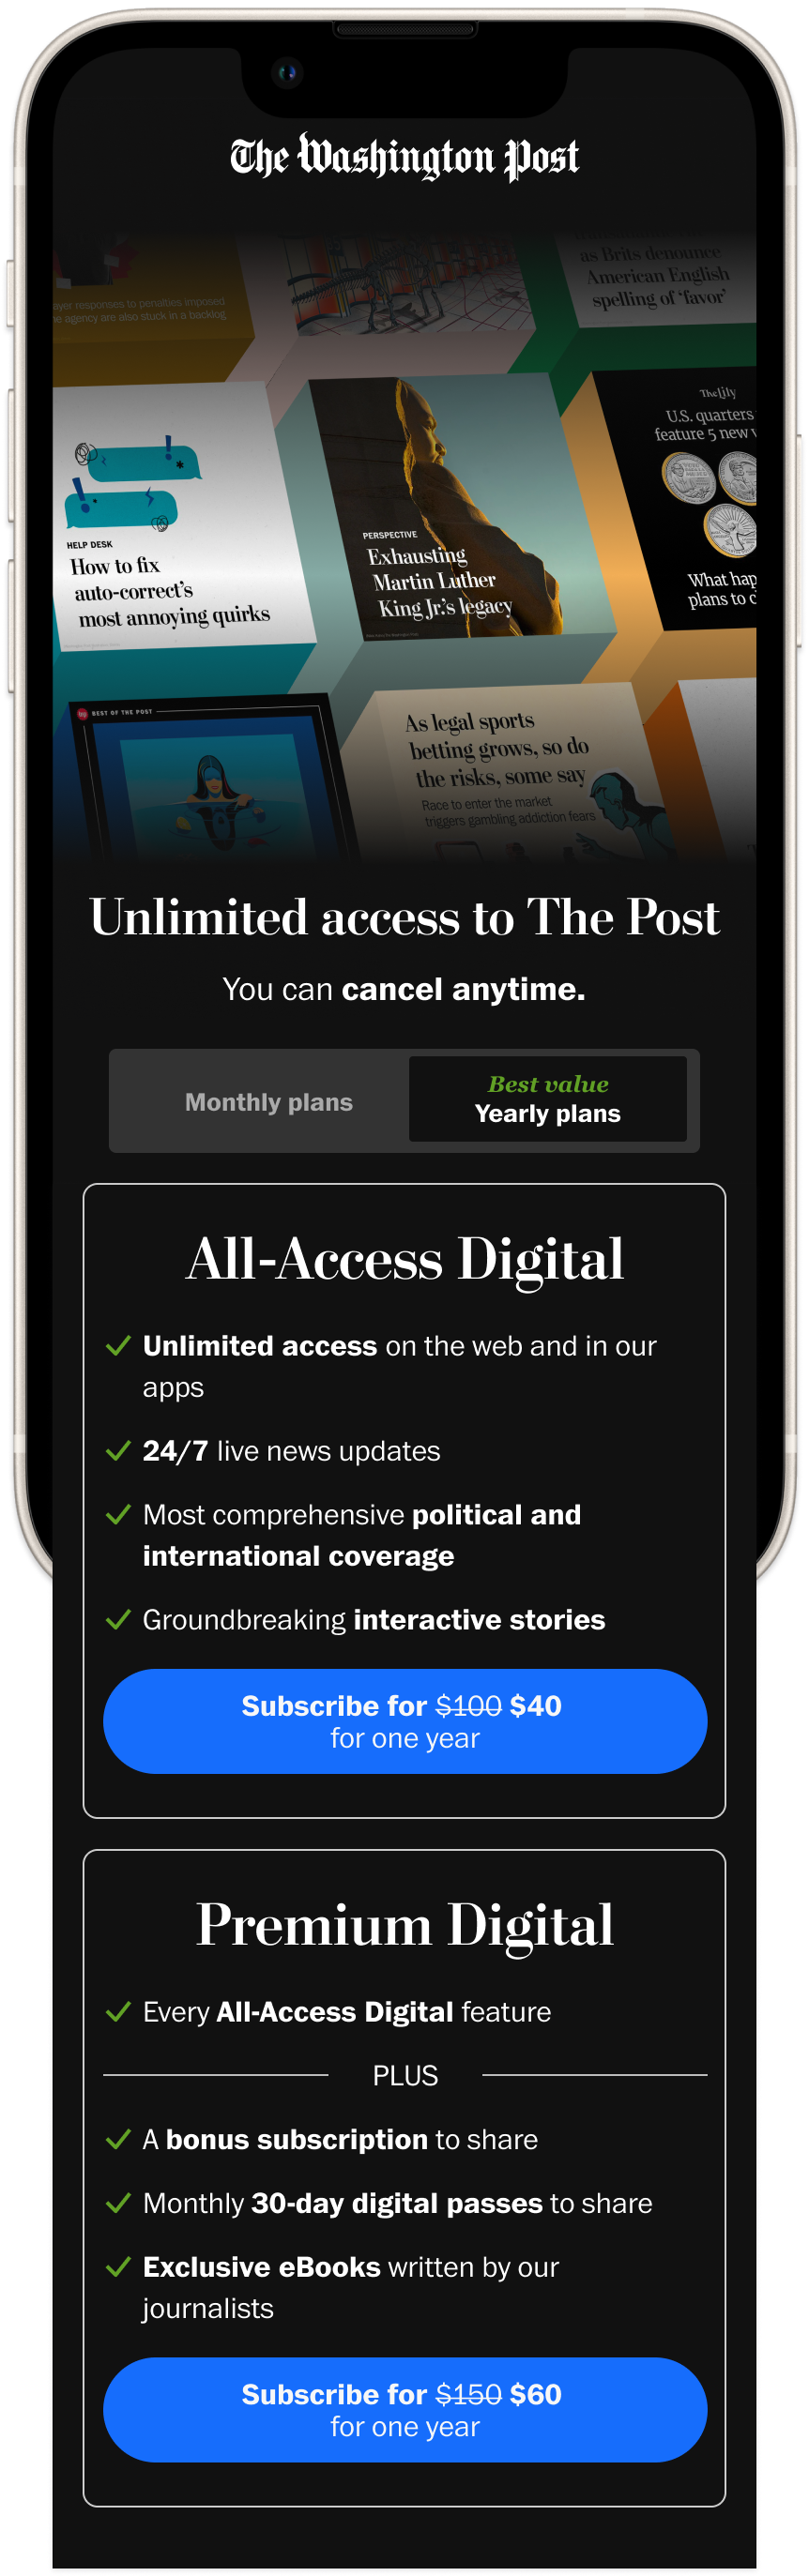 The Washington Post
as Brits denounce
American English
spelling of ‘favor’
ayer responses to penalties imposed
e agency are also stuck in a backlog
HELP DESK
How to fix
auto-correct’s
most annoying quirks
PERSPECTIVE
Exhausting
Martin Luther
King Jr.’s legacy
The Lily
U.S. quarters
feature 5 new
What hap
plans to c
BEST OF THE POST
As legal sports
betting grows, so do
the risks, some say
Race to enter the market
triggers gambling addiction fears
Unlimited access to The Post
You can cancel anytime.
Monthly plans
Best value
Yearly plans
All-Access Digital
Unlimited access on the web and in our
apps
24/7 live news updates
Most comprehensive political and
international coverage
Groundbreaking interactive stories
Subscribe for $100 $40
for one year
Premium Digital
Every All-Access Digital feature
PLUS
A bonus subscription to share
Monthly 30-day digital passes to share
Exclusive eBooks written by our
journalists
Subscribe for $150 $60
for one year